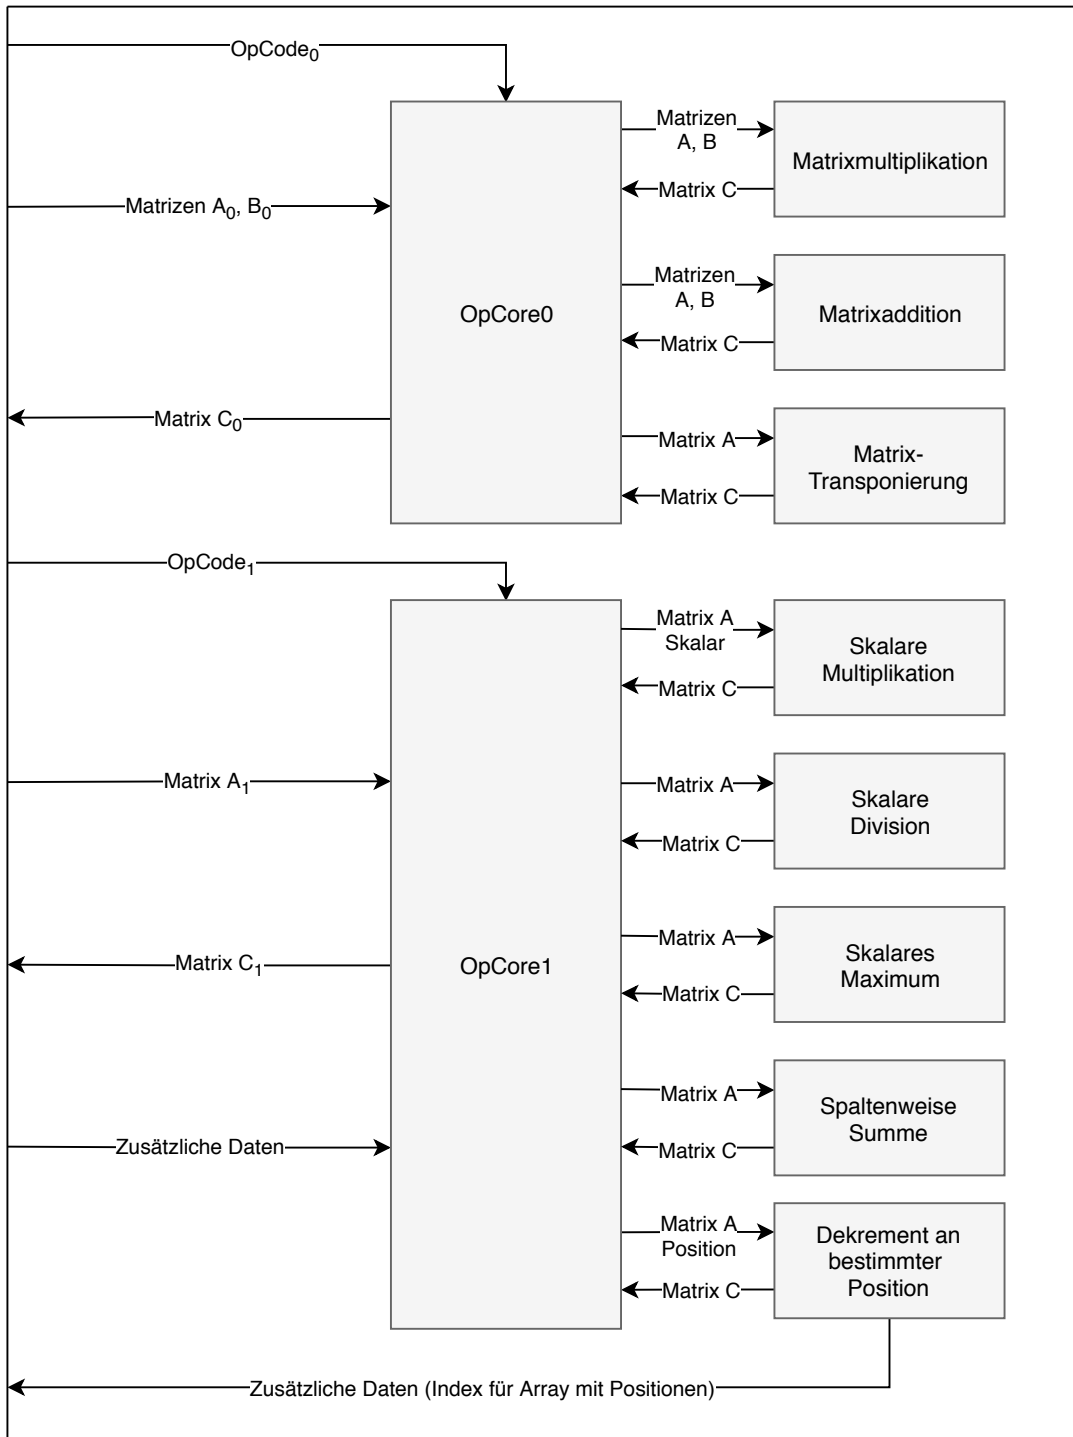 OpCode₀
Matrizen
A, B
Matrixmultiplikation
Matrix C
Matrizen A₀, B₀
Matrizen
A, B
OpCore0
Matrixaddition
Matrix C
Matrix C₀
Matrix A
Matrix-
Transponierung
Matrix C
OpCode₁
Matrix A
Skalar
Skalare
Multiplikation
Matrix C
Matrix A₁
Matrix A
Skalare
Division
Matrix C
Matrix C₁
OpCore1
Matrix A
Skalares
Maximum
Matrix C
Zusätzliche Daten
Matrix A
Spaltenweise
Summe
Matrix C
Matrix A
Position
Dekrement an
bestimmter
Position
Matrix C
Zusätzliche Daten (Index für Array mit Positionen)